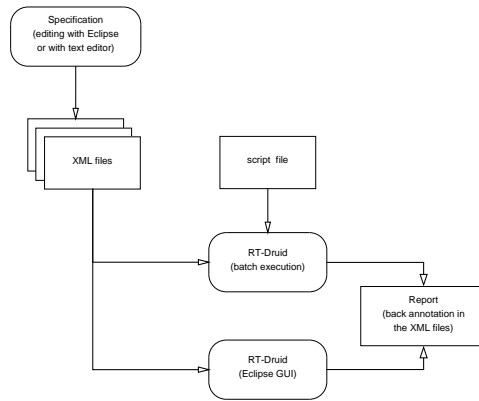 Specification
(editing with Eclipse
or with text editor)
XML files
script file
RT-Druid
(batch execution)
Report
(back annotation in
the XML files)
RT-Druid
(Eclipse GUI)